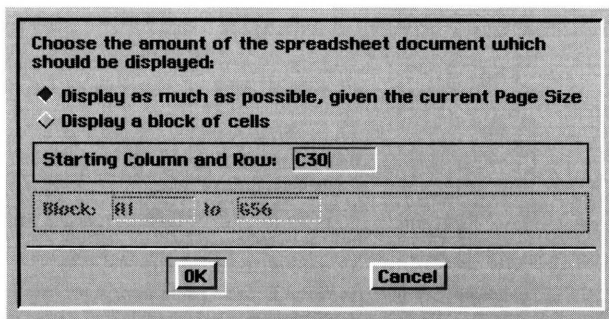 Choose the amount of the spreadsheet document which
should be displayed:
Display as much as possible, given the current Page Size
Display a block of cells
Starting Column and Row: C30
Block: A1 to G56
OK Cancel